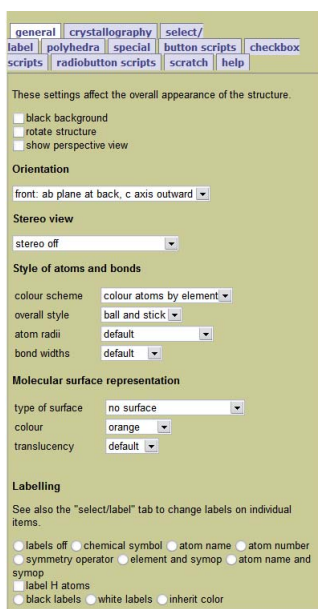 general crystallography select/
label polyhedra special button scripts checkbox
scripts radiobutton scripts scratch help
These settings affect the overall appearance of the structure.
black background
rotate structure
show perspective view
Orientation
front: ab plane at back, c axis outward
Stereo view
stereo off
Style of atoms and bonds
colour scheme colour atoms by element
overall style ball and stick
atom radii default
bond widths default
Molecular surface representation
type of surface no surface
colour orange
translucency default
Labelling
See also the "select/label" tab to change labels on individual
items.
labels off chemical symbol atom name atom number
symmetry operator element and symop atom name and
symop
label H atoms
black labels white labels inherit color